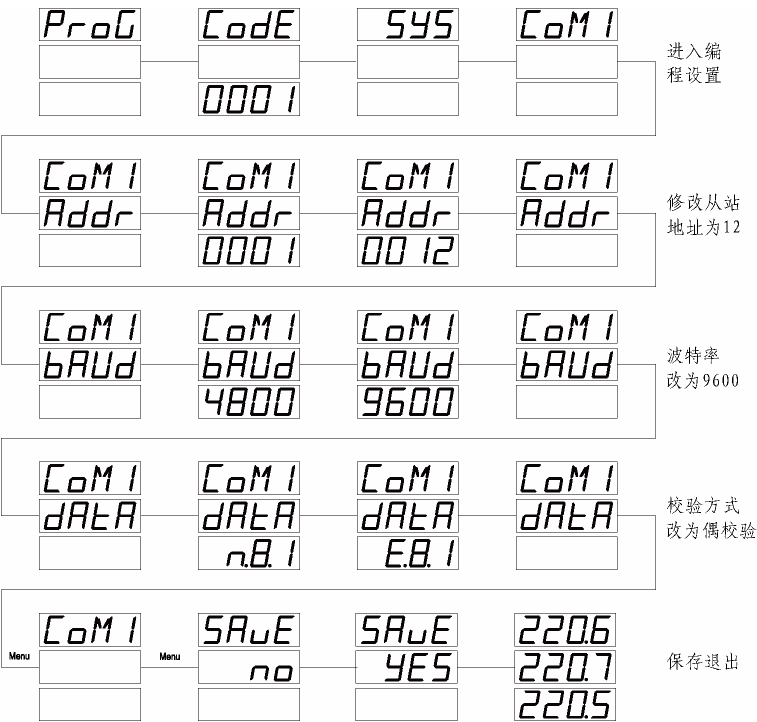 ProG CodE SYS CoM1
0001
进入编
程设置
CoM1 CoM1 CoM1 CoM1
Addr Addr Addr Addr
0001 0012
修改从站
地址为12
CoM1 CoM1 CoM1 CoM1
bAUd bAUd bAUd bAUd
4800 9600
波特率
改为9600
CoM1 CoM1 CoM1 CoM1
dAtA dAtA dAtA dAtA
n.8.1 E.8.1
校验方式
改为偶校验
CoM1 SAvE SAvE 220.6
Menu Menu no YES 220.7
220.5
保存退出